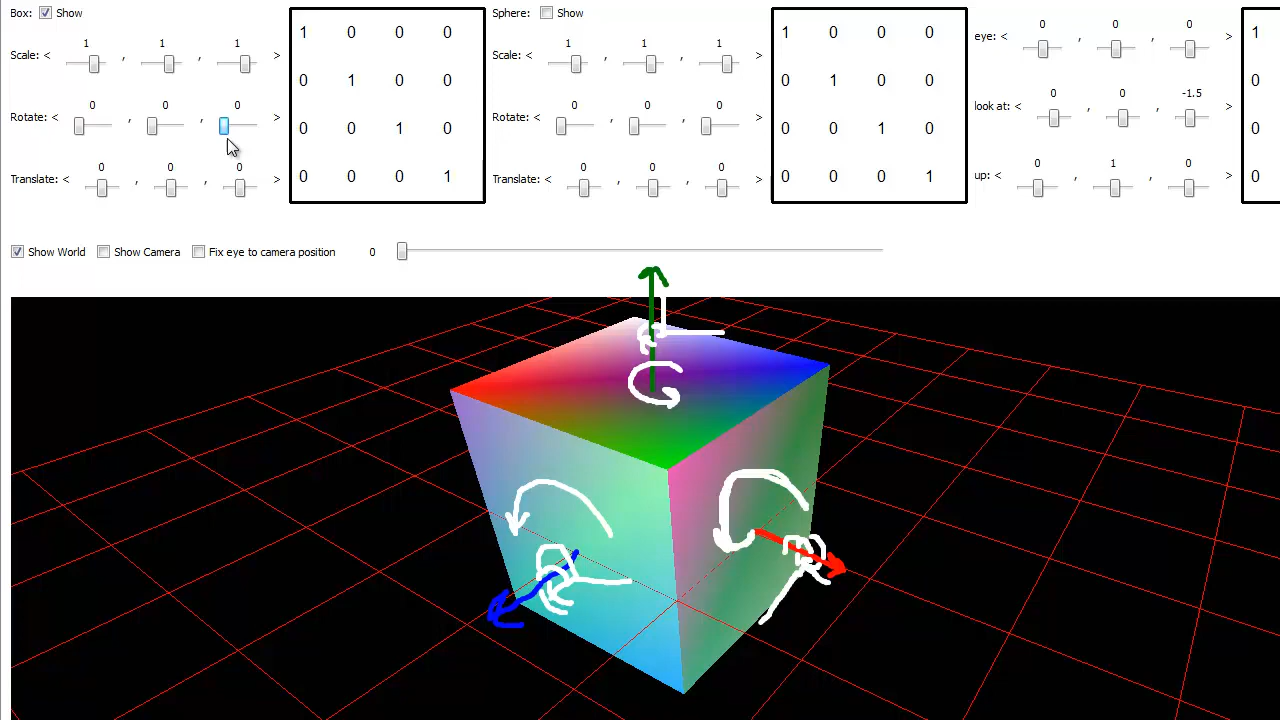 Box: Show
Scale: < 1 , 1 , 1 >
Rotate: < 0 , 0 , 0 >
Translate: < 0 , 0 , 0 >
1 0 0 0
0 1 0 0
0 0 1 0
0 0 0 1
Sphere: Show
Scale: < 1 , 1 , 1 >
Rotate: < 0 , 0 , 0 >
Translate: < 0 , 0 , 0 >
1 0 0 0
0 1 0 0
0 0 1 0
0 0 0 1
eye: < 0 , 0 , 0 >
look at: < 0 , 0 , -1.5 >
up: < 0 , 1 , 0 >
1
0
0
0
Show World Show Camera Fix eye to camera position 0